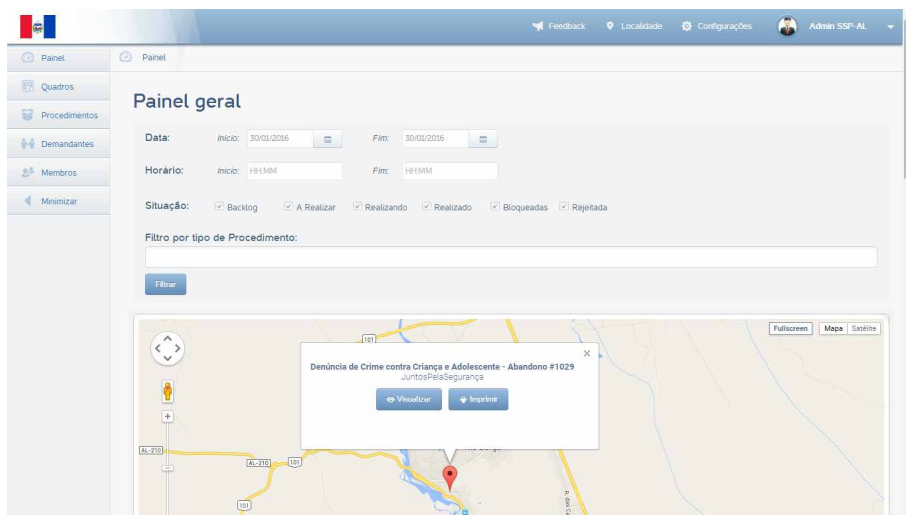 Feedback Localidade Configurações Admin SSP-AL
Painel Painel
Quadros
Procedimentos
Demandantes
Membros
Minimizar
Painel geral
Data: Inicio: 30/01/2016 Fim: 30/01/2016
Horário: Inicio: HH:MM Fim: HH:MM
Situação: Backlog A Realizar Realizando Realizado Bloqueadas Rejeitada
Filtro por tipo de Procedimento:
Filtrar
Fullscreen Mapa Satélite
101
Denúncia de Crime contra Criança e Adolescente - Abandono #1029
JuntosPelaSegurança
Visualizar Imprimir
AL-210
AL-210 101
101